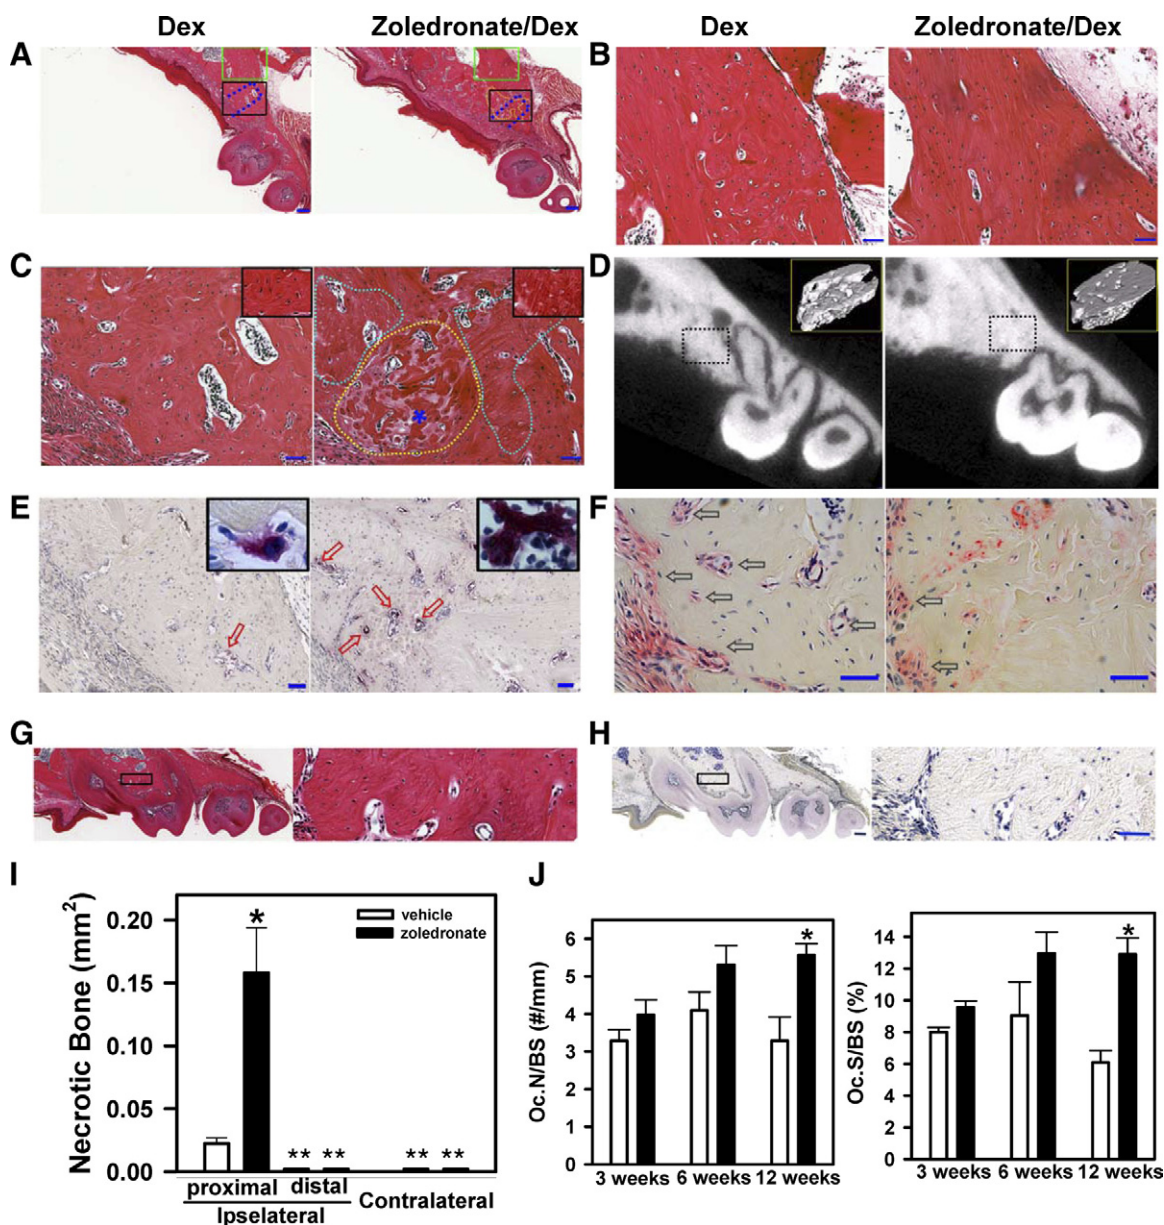 Dex
Zoledronate/Dex
Dex
Zoledronate/Dex
A
B
C
*
D
E
F
G
H
I
Necrotic Bone (mm²)
0.20
0.15
0.10
0.05
0.00
*
vehicle
zoledronate
** **
** **
proximal
distal
Contralateral
Ipselateral
J
Oc.N/BS (#/mm)
6
5
4
3
2
1
0
*
3 weeks 6 weeks 12 weeks
Oc.S/BS (%)
14
12
10
8
6
4
2
0
*
3 weeks 6 weeks 12 weeks